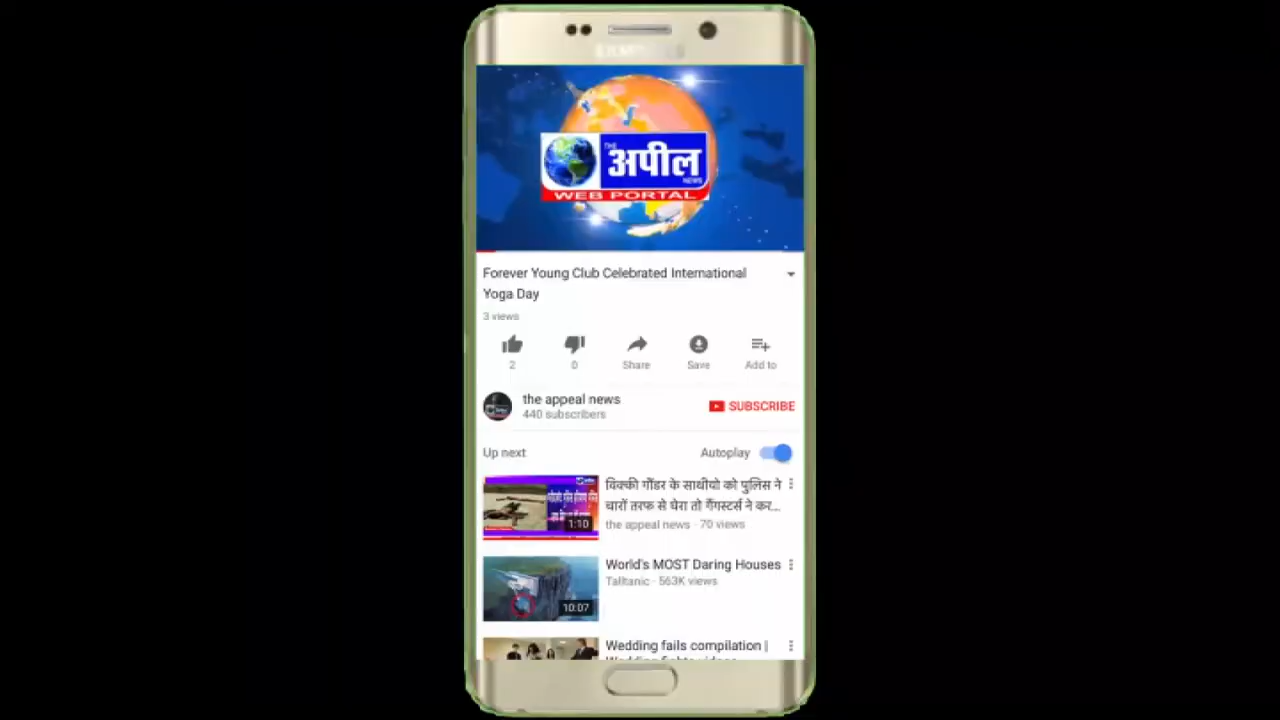 SAMSUNG
THE
अपील
NEWS
WEB PORTAL
Forever Young Club Celebrated International
Yoga Day
3 views
2
0
Share
Save
Add to
the appeal news
440 subscribers
SUBSCRIBE
Up next
Autoplay
विक्की गोंडर के साथीयो को पुलिस ने
चारों तरफ से घेरा तो गैंगस्टर्स ने कर...
the appeal news · 70 views
1:10
World's MOST Daring Houses
Talltanic · 563K views
10:07
Wedding fails compilation |